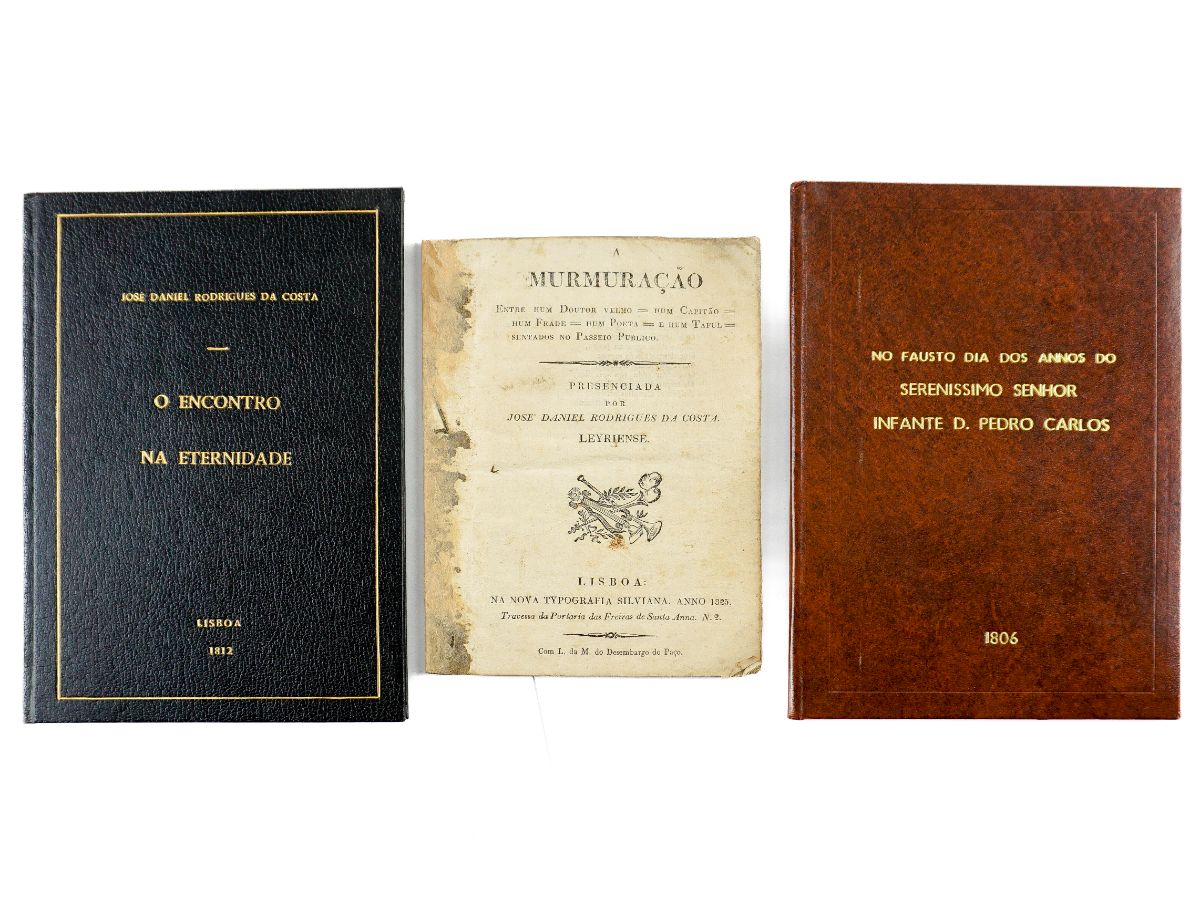 JOSÉ DANIEL RODRIGUES DA COSTA
O ENCONTRO
NA ETERNIDADE
LISBOA
1812
A
MURMURAÇÃO
ENTRE HUM DOUTOR VELHO = HUM CAPITÃO =
HUM FRADE = HUM POETA = E HUM TAFUL =
SENTADOS NO PASSEIO PUBLICO.
PRESENCIADA
POR
JOSE DANIEL RODRIGUES DA COSTA.
LEYRIENSE.
LISBOA:
NA NOVA TYPOGRAFIA SILVIANA. ANNO 1825.
Travessa da Portaria das Freiras de Santa Anna. N. 2.
Com L. da M. do Desembargo do Paço.
NO FAUSTO DIA DOS ANNOS DO
SERENISSIMO SENHOR
INFANTE D. PEDRO CARLOS
1806